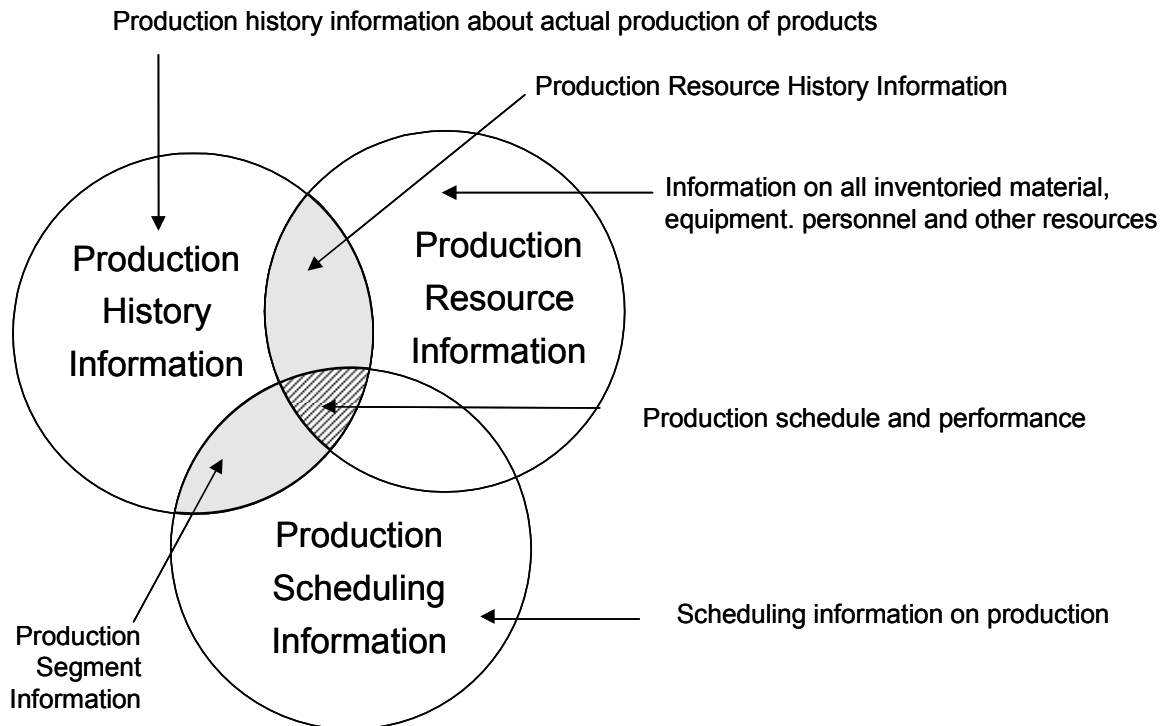 Production history information about actual production of products
Production Resource History Information
Information on all inventoried material,
equipment. personnel and other resources
Production
History
Information
Production
Resource
Information
Production schedule and performance
Production
Scheduling
Information
Scheduling information on production
Production
Segment
Information